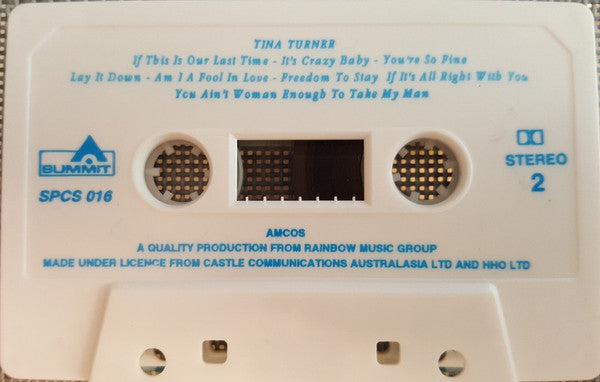 TINA TURNER
If This Is Our Last Time - It's Crazy Baby - You're So Fine
Lay It Down - Am I A Fool In Love - Freedom To Stay If It's All Right With You
You Ain't Woman Enough To Take My Man
SUMMIT
SPCS 016
STEREO
2
AMCOS
A QUALITY PRODUCTION FROM RAINBOW MUSIC GROUP
MADE UNDER LICENCE FROM CASTLE COMMUNICATIONS AUSTRALASIA LTD AND HHO LTD